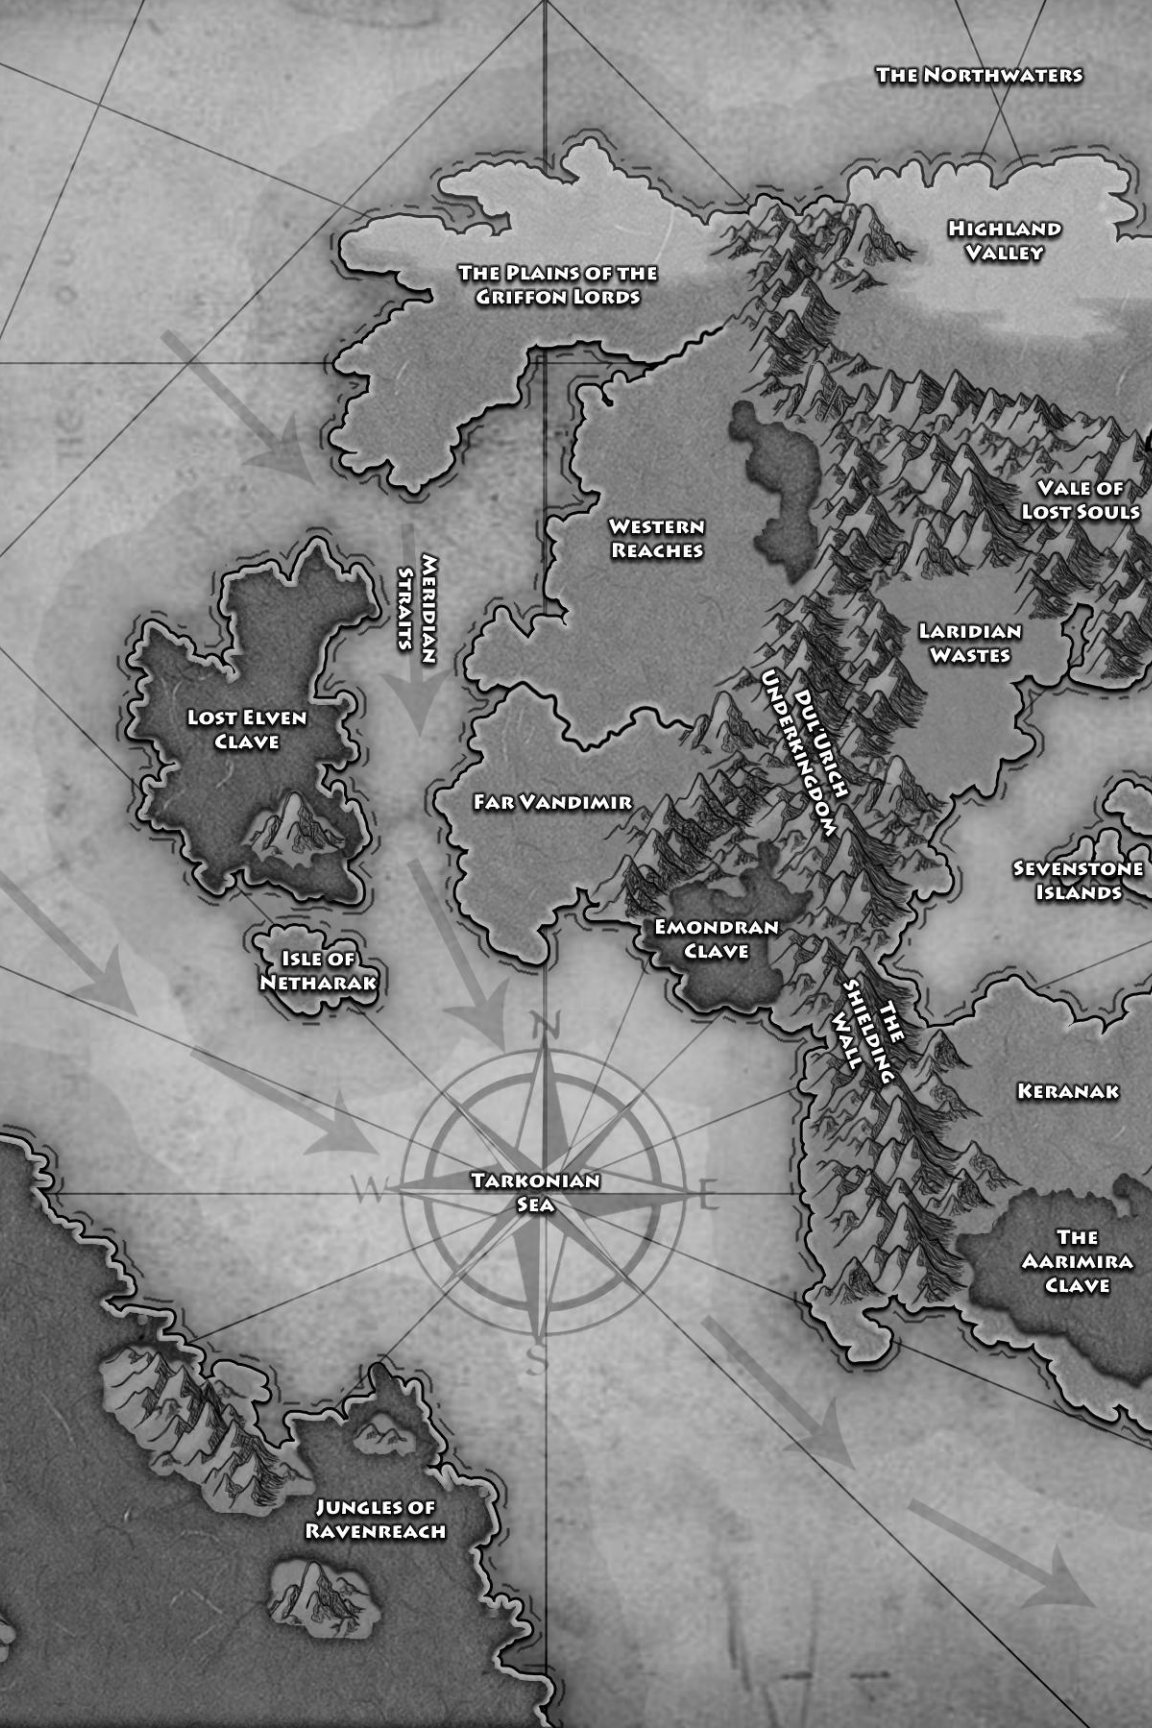 THE NORTHWATERS
HIGHLAND
VALLEY
THE PLAINS OF THE
GRIFFON LORDS
VALE OF
LOST SOULS
WESTERN
REACHES
MERIDIAN
STRAITS
LARIDIAN
WASTES
LOST ELVEN
CLAVE
DUL'URICH
UNDERKINGDOM
FAR VANDIMIR
SEVENSTONE
ISLANDS
EMONDRAN
CLAVE
ISLE OF
NETHARAK
THE
SHIELDING
WALL
N
KERANAK
W
TARKONIAN
SEA
E
THE
AARIMIRA
CLAVE
S
JUNGLES OF
RAVENREACH